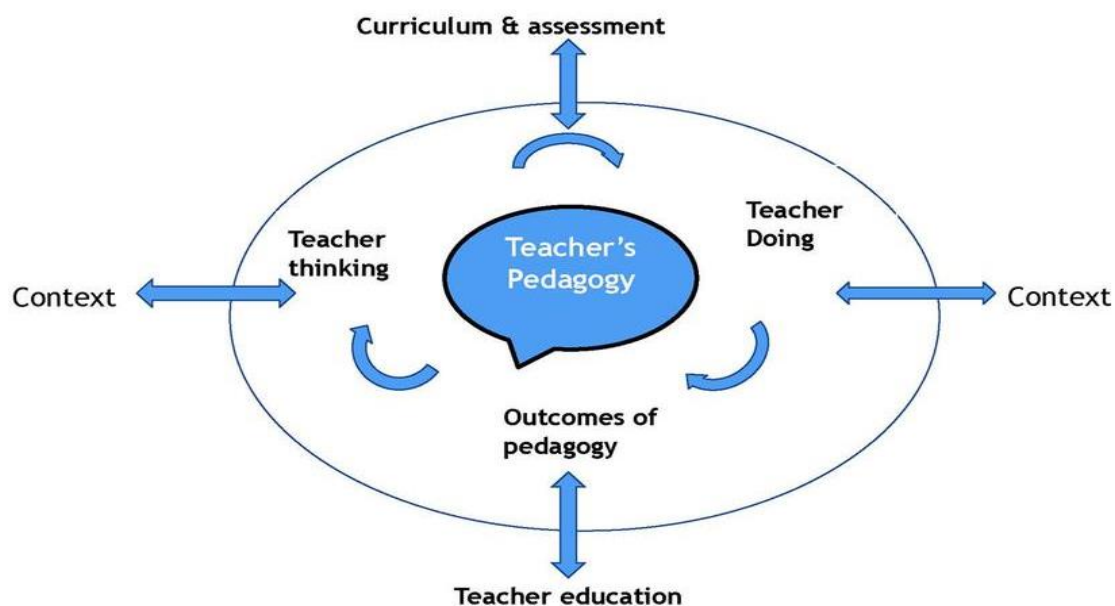 Curriculum & assessment
Teacher
thinking
Teacher's
Pedagogy
Teacher
Doing
Context
Context
Outcomes of
pedagogy
Teacher education